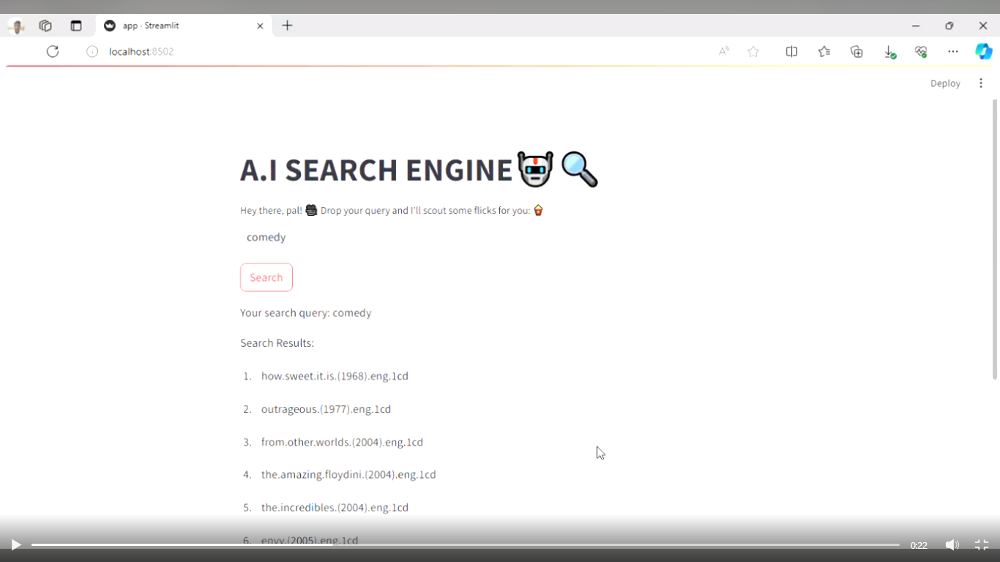 app - Streamlit
localhost:8502
Deploy
A.I SEARCH ENGINE
Hey there, pal! Drop your query and I'll scout some flicks for you:
comedy
Search
Your search query: comedy
Search Results:
1. how.sweet.it.is.(1968).eng.1cd
2. outrageous.(1977).eng.1cd
3. from.other.worlds.(2004).eng.1cd
4. the.amazing.floydini.(2004).eng.1cd
5. the.incredibles.(2004).eng.1cd
6. envy.(2005).eng.1cd
0:22